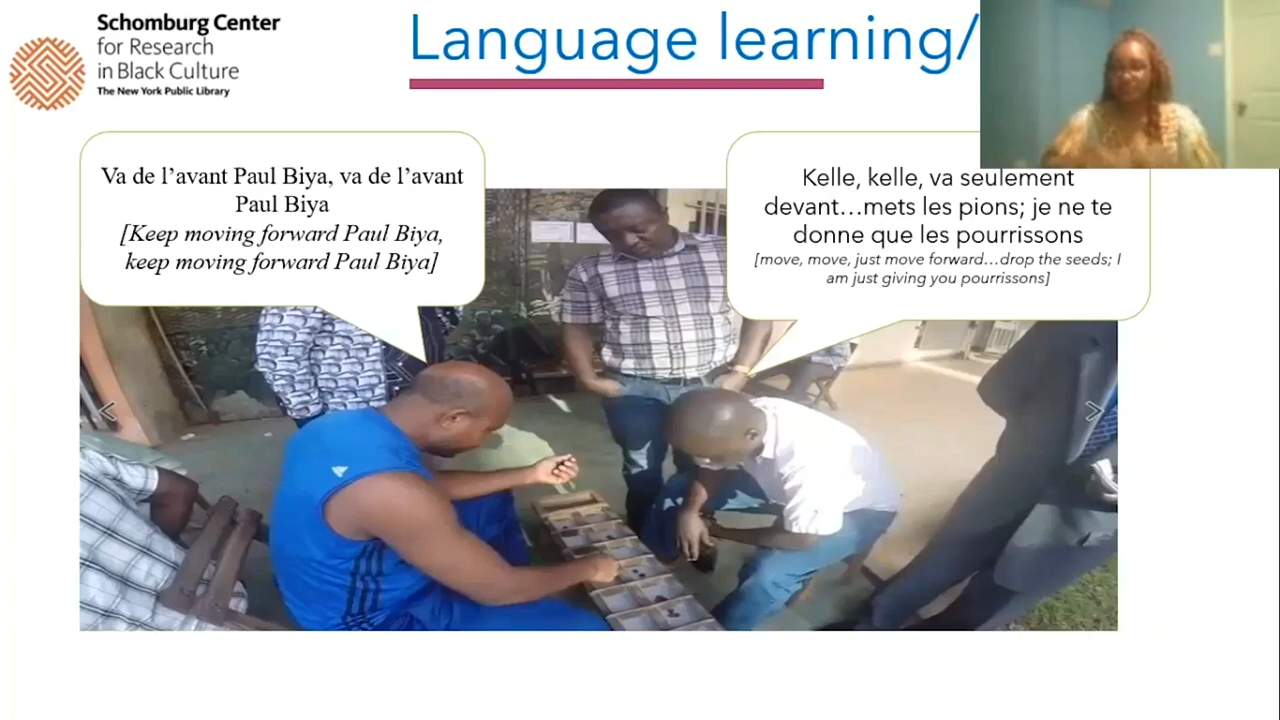 Schomburg Center
for Research
in Black Culture
The New York Public Library
Language learning/
Va de l’avant Paul Biya, va de l’avant
Paul Biya
[Keep moving forward Paul Biya,
keep moving forward Paul Biya]
Kelle, kelle, va seulement
devant…mets les pions; je ne te
donne que les pourrissons
[move, move, just move forward…drop the seeds; I
am just giving you pourrissons]